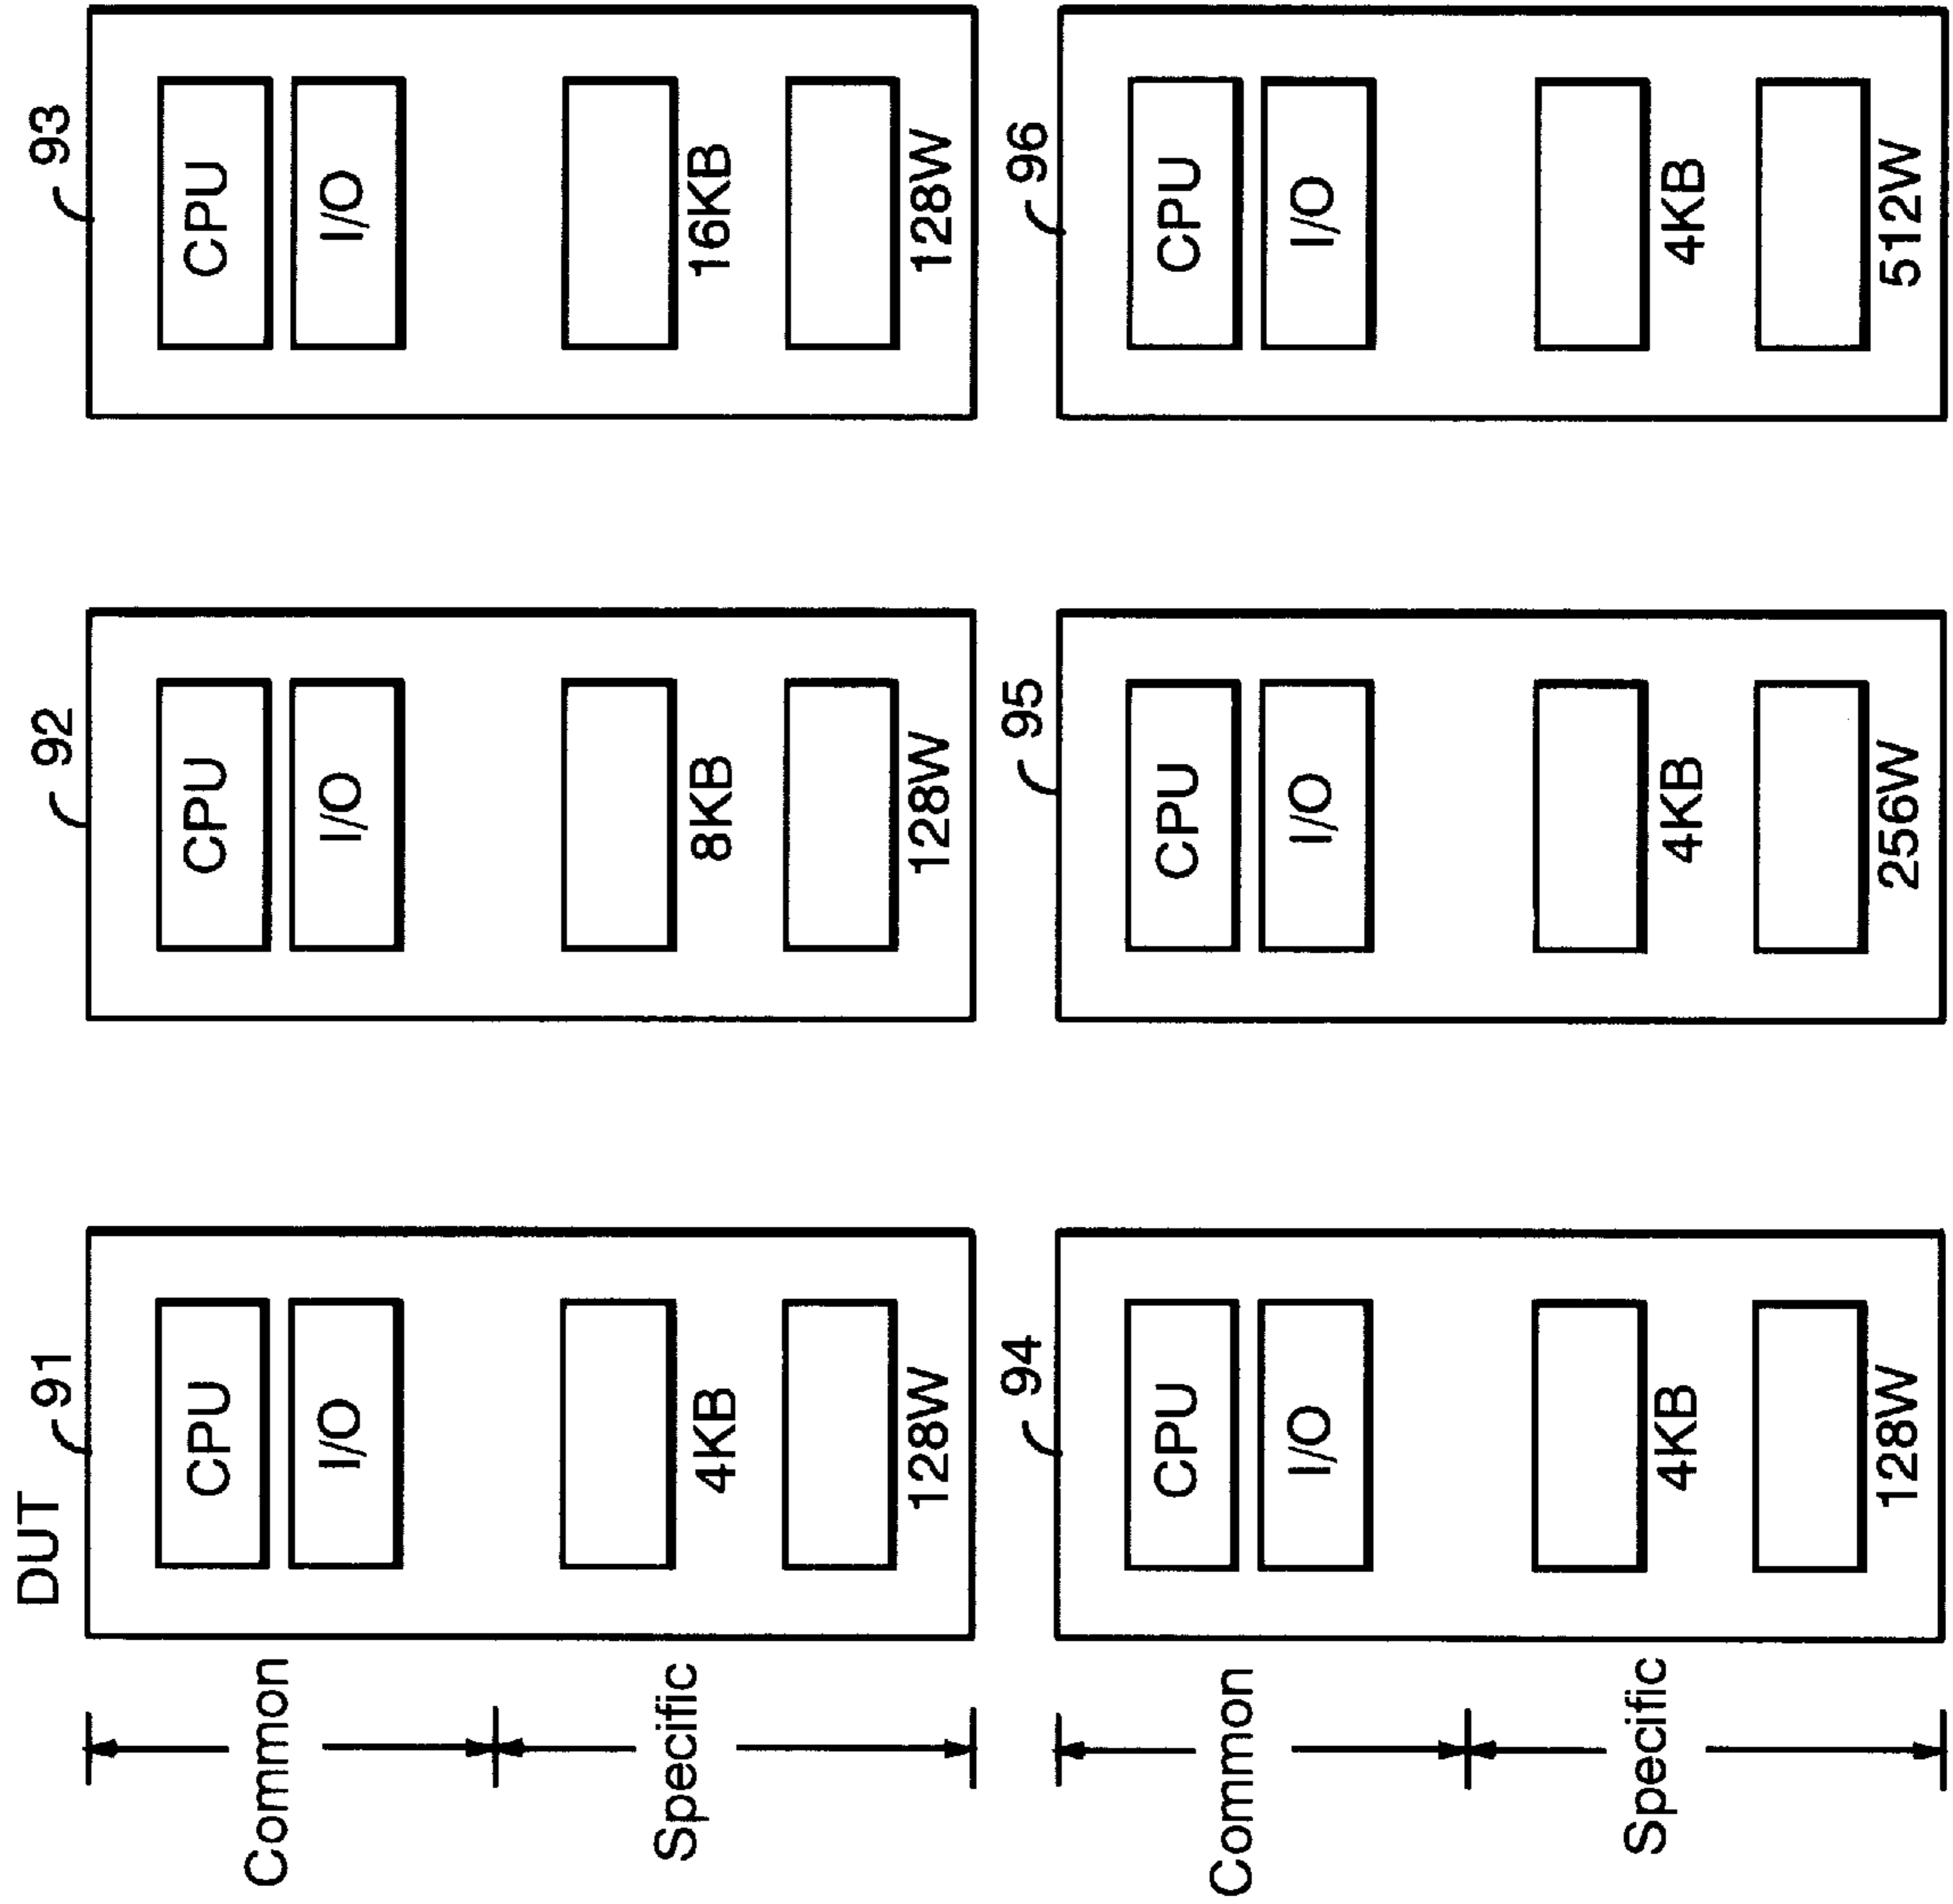 DUT
91
92
93
Common
CPU
CPU
CPU
I/O
I/O
I/O
Specific
4KB
8KB
16KB
128W
128W
128W
94
95
96
Common
CPU
CPU
CPU
I/O
I/O
I/O
Specific
4KB
4KB
4KB
128W
256W
512W